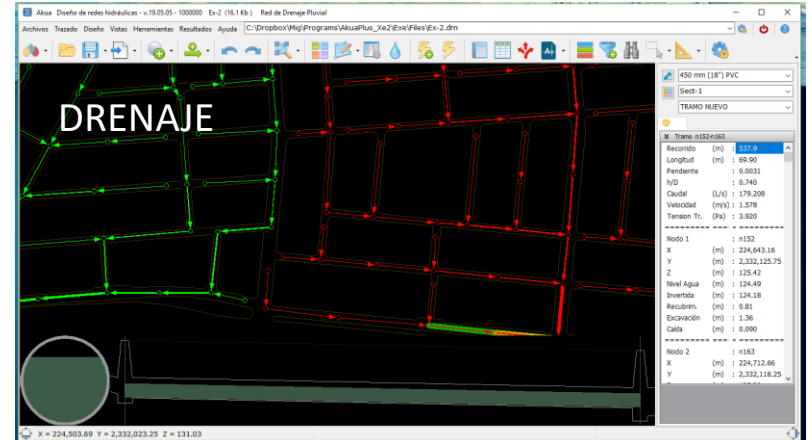 Akua Diseño de redes hidráulicas - v.19.05.05 - 1000000 Ex-2 (16.1 Kb) Red de Drenaje Pluvial
Archivos Trazado Diseño Vistas Herramientas Resultados Ayuda C:\Dropbox\Mig\Programs\AkuaPlus_Xe2\Exe\Files\Ex-2.drn
DRENAJE
450 mm (18") PVC
Sect-1
TRAMO NUEVO
Tramo n152-n163
Recorrido (m) : 537.9
Longitud (m) : 69.90
Pendiente : 0.0031
h/D : 0.740
Caudal (L/s) : 179.208
Velocidad (m/s) : 1.578
Tension Tr. (Pa) : 3.920
Nodo 1 : n152
X (m) : 224,643.16
Y (m) : 2,332,125.75
Z (m) : 125.42
Nivel Agua (m) : 124.49
Invertida (m) : 124.18
Recubrim. (m) : 0.81
Excavación (m) : 1.36
Caída (m) : 0.090
Nodo 2 : n163
X (m) : 224,712.66
Y (m) : 2,332,118.25
X = 224,503.69 Y = 2,332,023.25 Z = 131.03